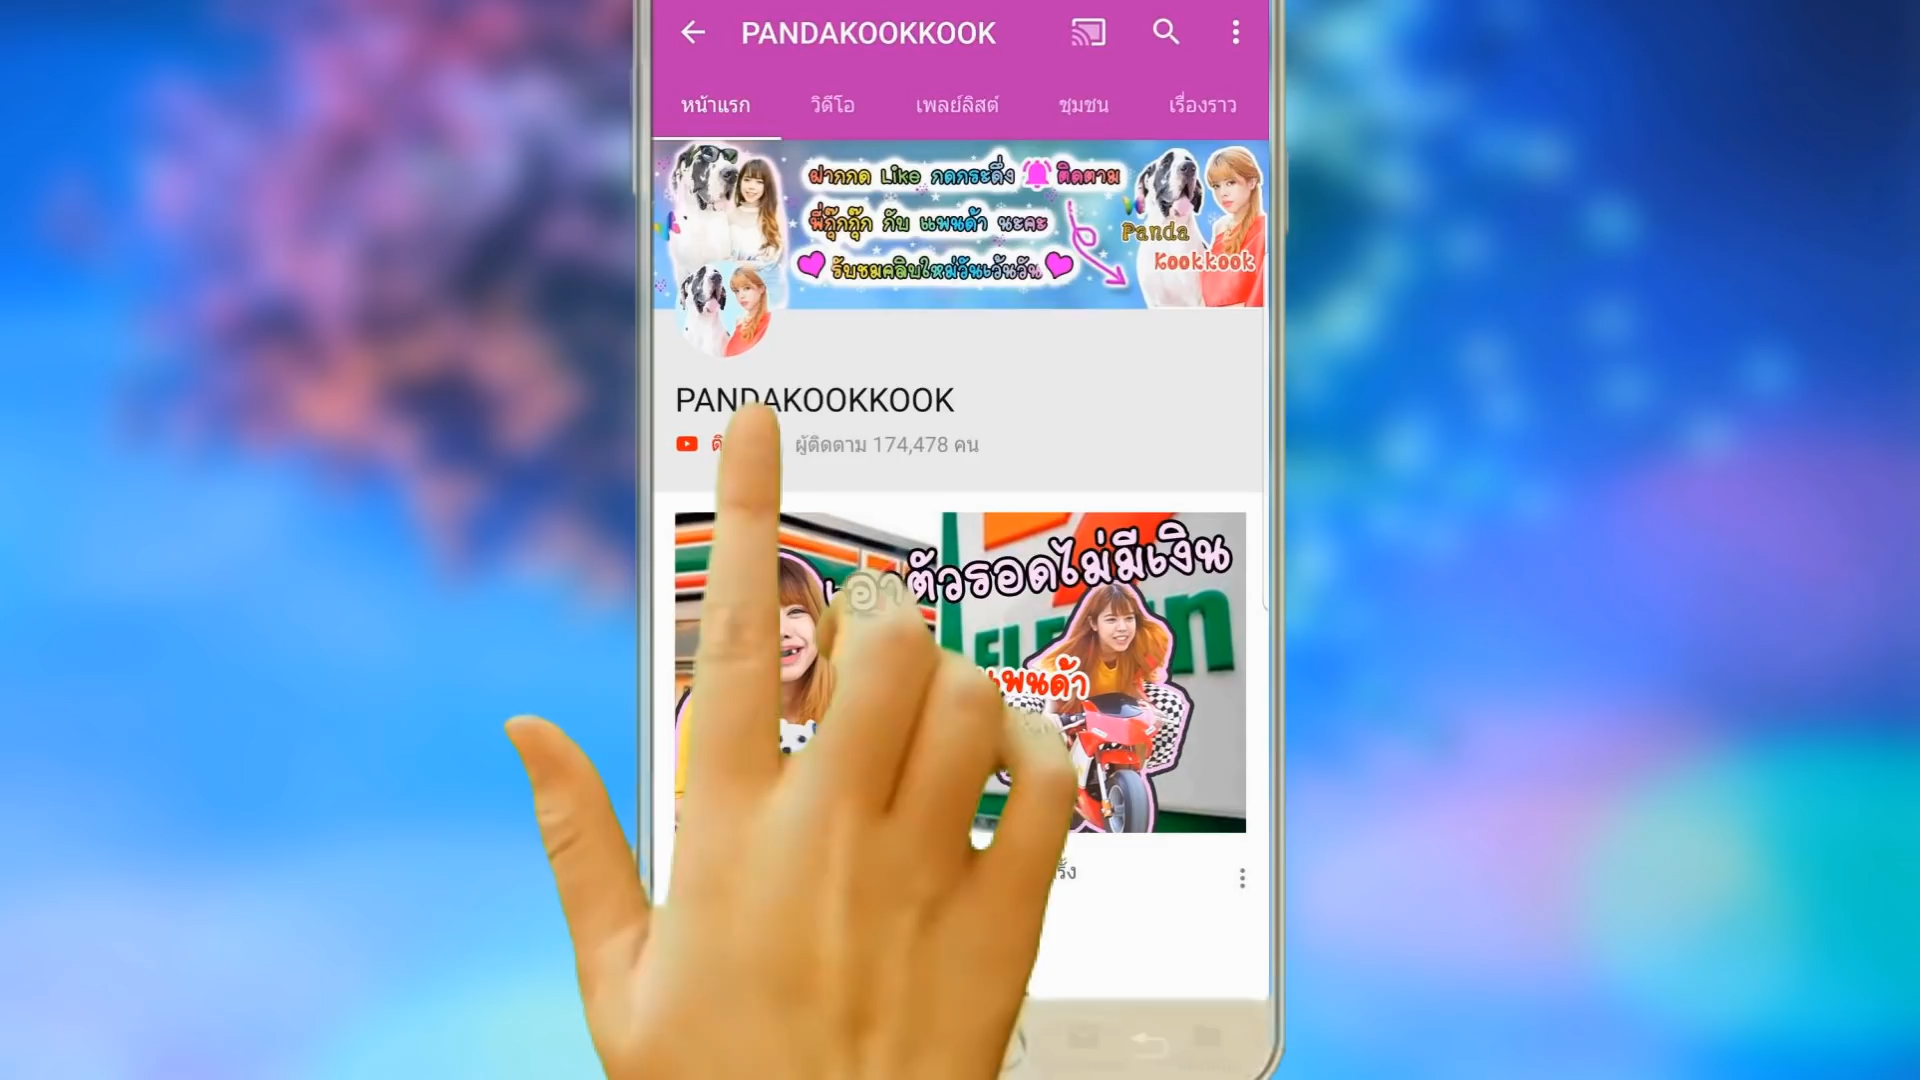 PANDAKOOKKOOK
หน้าแรก วิดีโอ เพลย์ลิสต์ ชุมชน เรื่องราว
ฝากกด Like กดกระดิ่ง ติดตาม
พี่กุ๊กกุ๊ก กับ แพนด้า นะคะ
รับชมคลิปใหม่วันเว้นวัน
Panda
Kookkook
PANDAKOOKKOOK
ผู้ติดตาม 174,478 คน
เอาตัวรอดไม่มีเงิน
แพนด้า